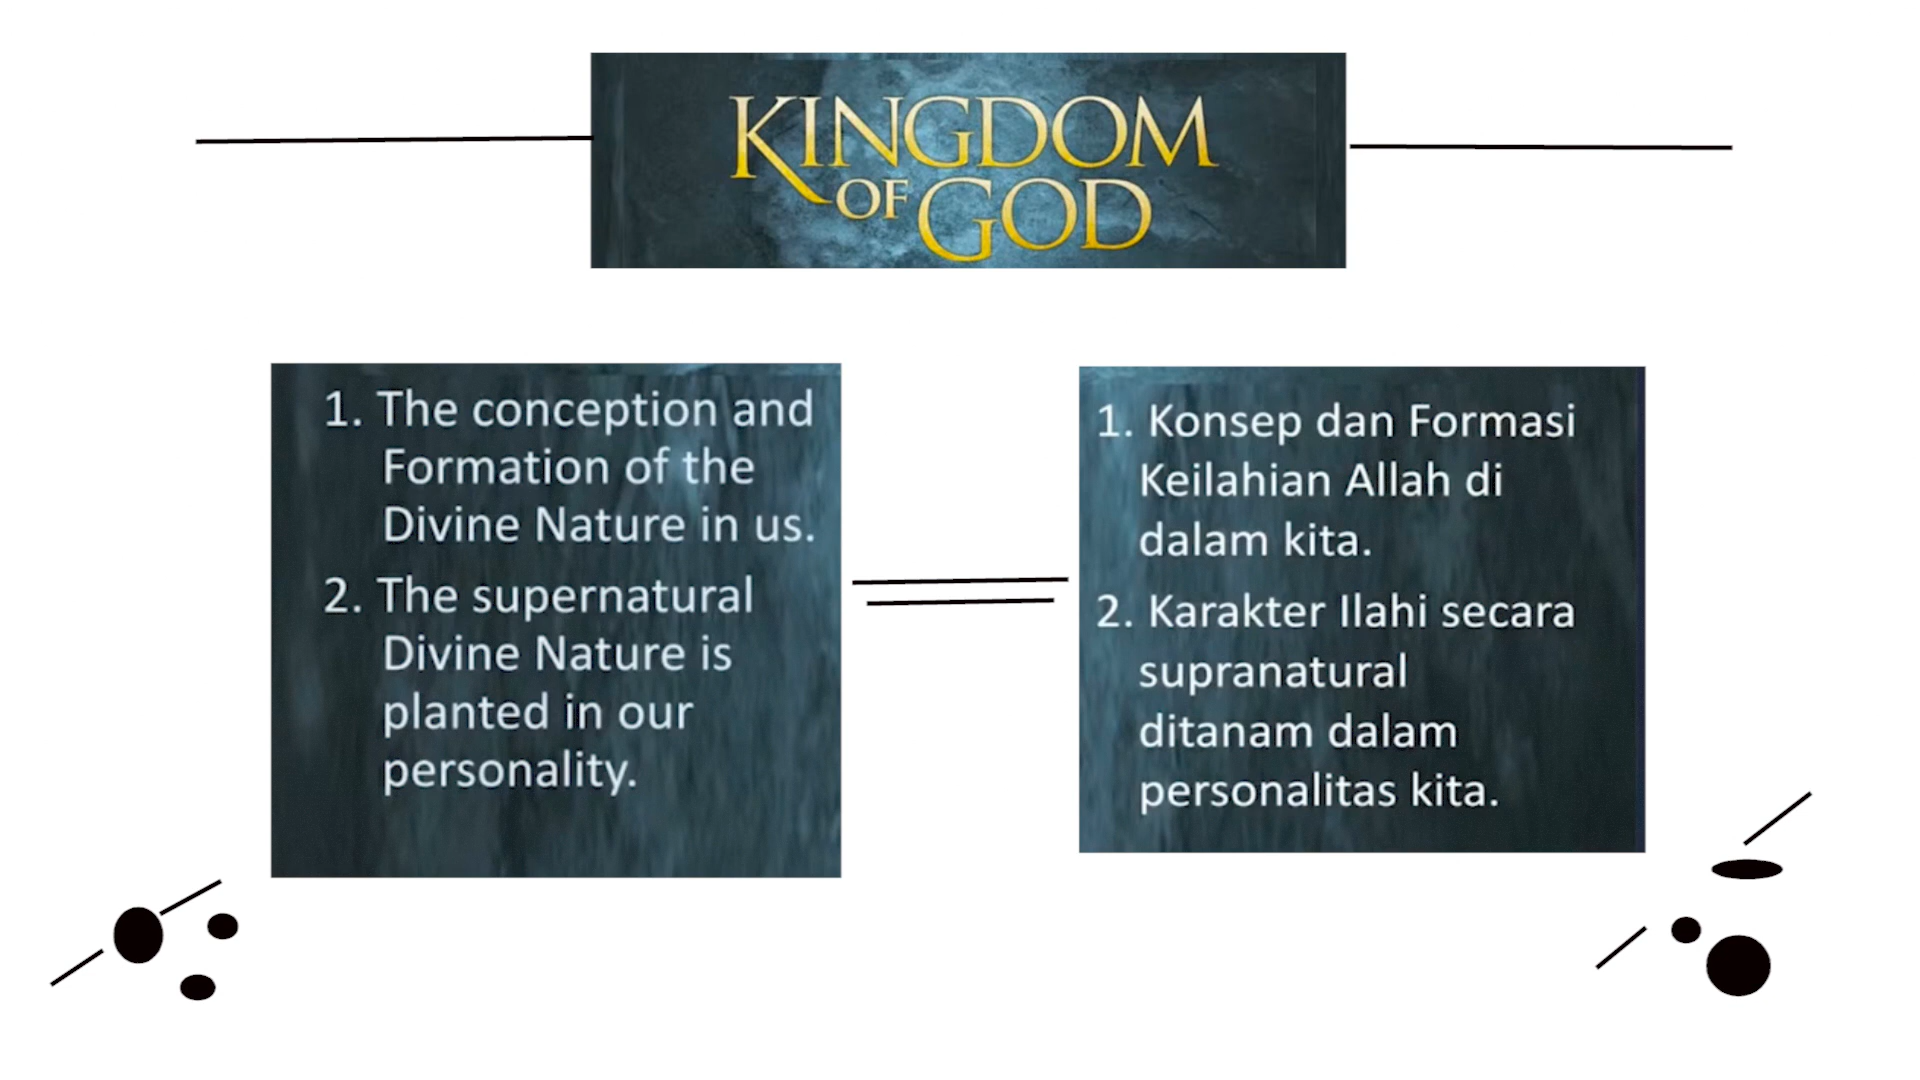 KINGDOM
OF GOD
1. The conception and
Formation of the
Divine Nature in us.
2. The supernatural
Divine Nature is
planted in our
personality.
1. Konsep dan Formasi
Keilahian Allah di
dalam kita.
2. Karakter Ilahi secara
supranatural
ditanam dalam
personalitas kita.